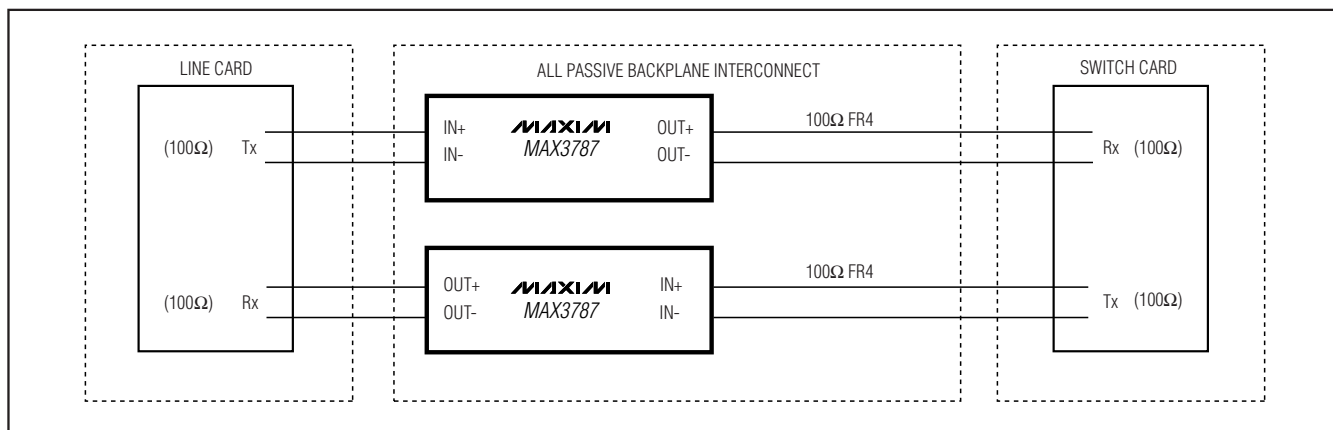 LINE CARD
ALL PASSIVE BACKPLANE INTERCONNECT
SWITCH CARD
(100Ω) Tx
IN+
IN-
MAXIM
MAX3787
OUT+
OUT-
100Ω FR4
Rx (100Ω)
(100Ω) Rx
OUT+
OUT-
MAXIM
MAX3787
IN+
IN-
100Ω FR4
Tx (100Ω)